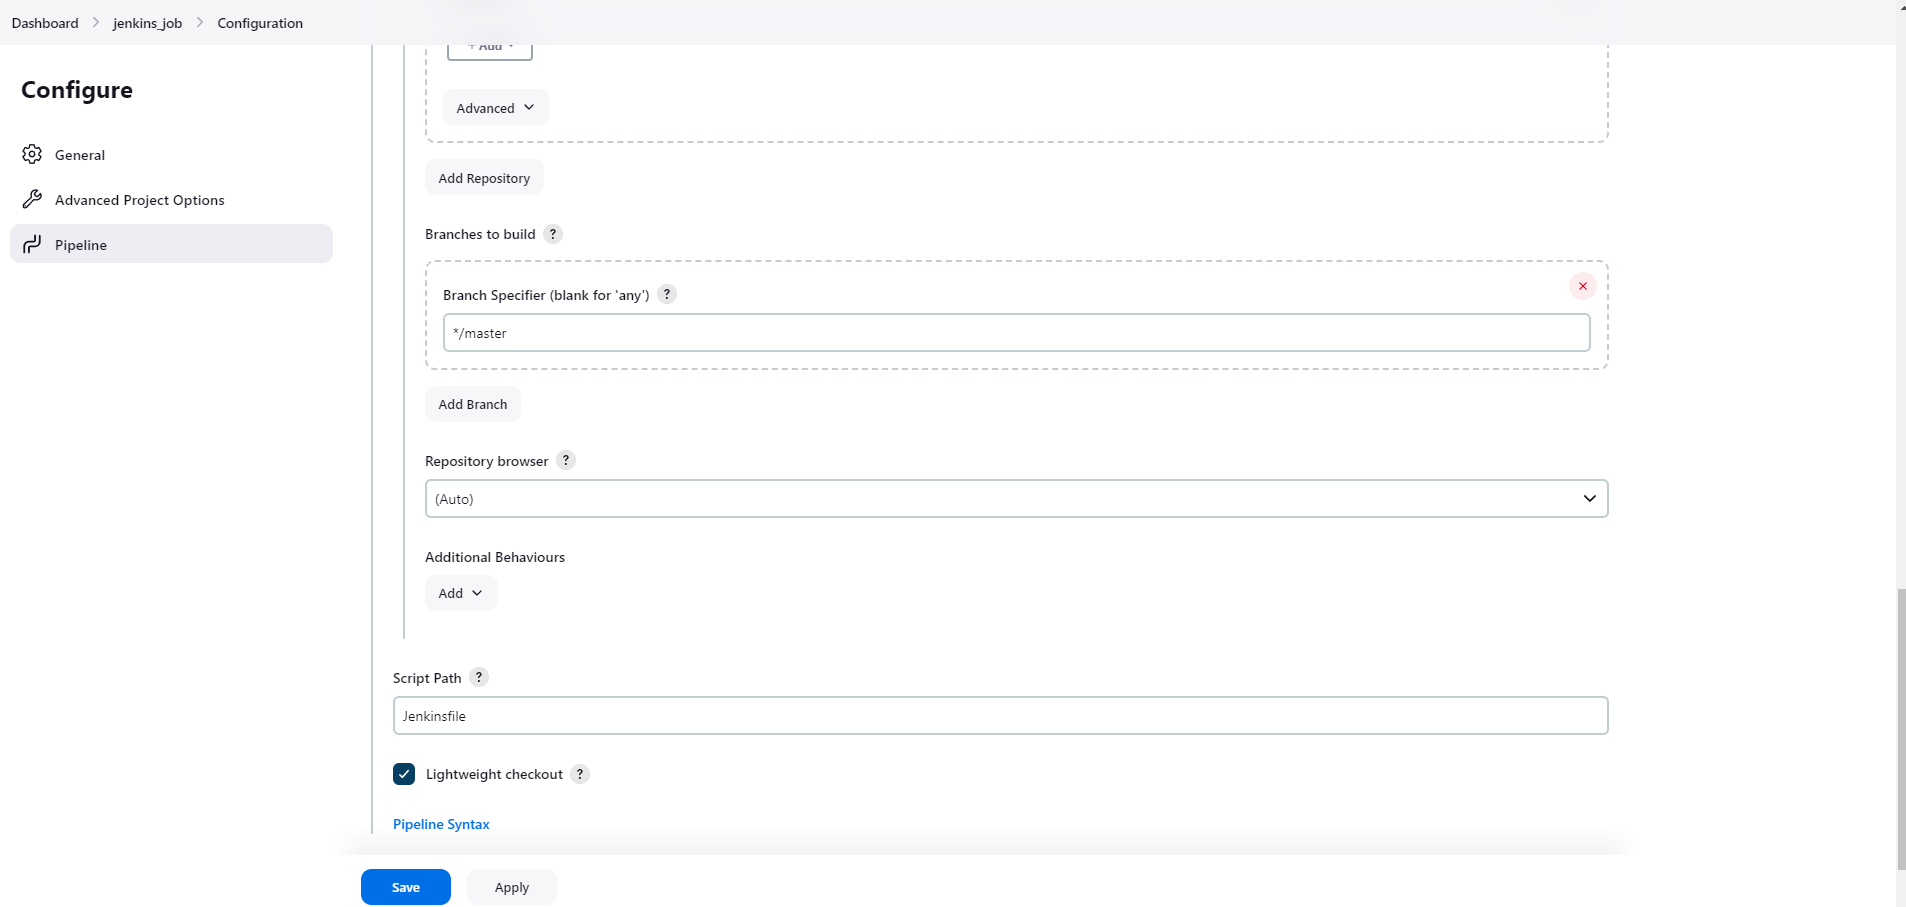 Dashboard > jenkins_job > Configuration
Configure
General
Advanced Project Options
Pipeline
+ Add
Advanced
Add Repository
Branches to build ?
Branch Specifier (blank for 'any') ?
*/master
Add Branch
Repository browser ?
(Auto)
Additional Behaviours
Add
Script Path ?
Jenkinsfile
Lightweight checkout ?
Pipeline Syntax
Save Apply